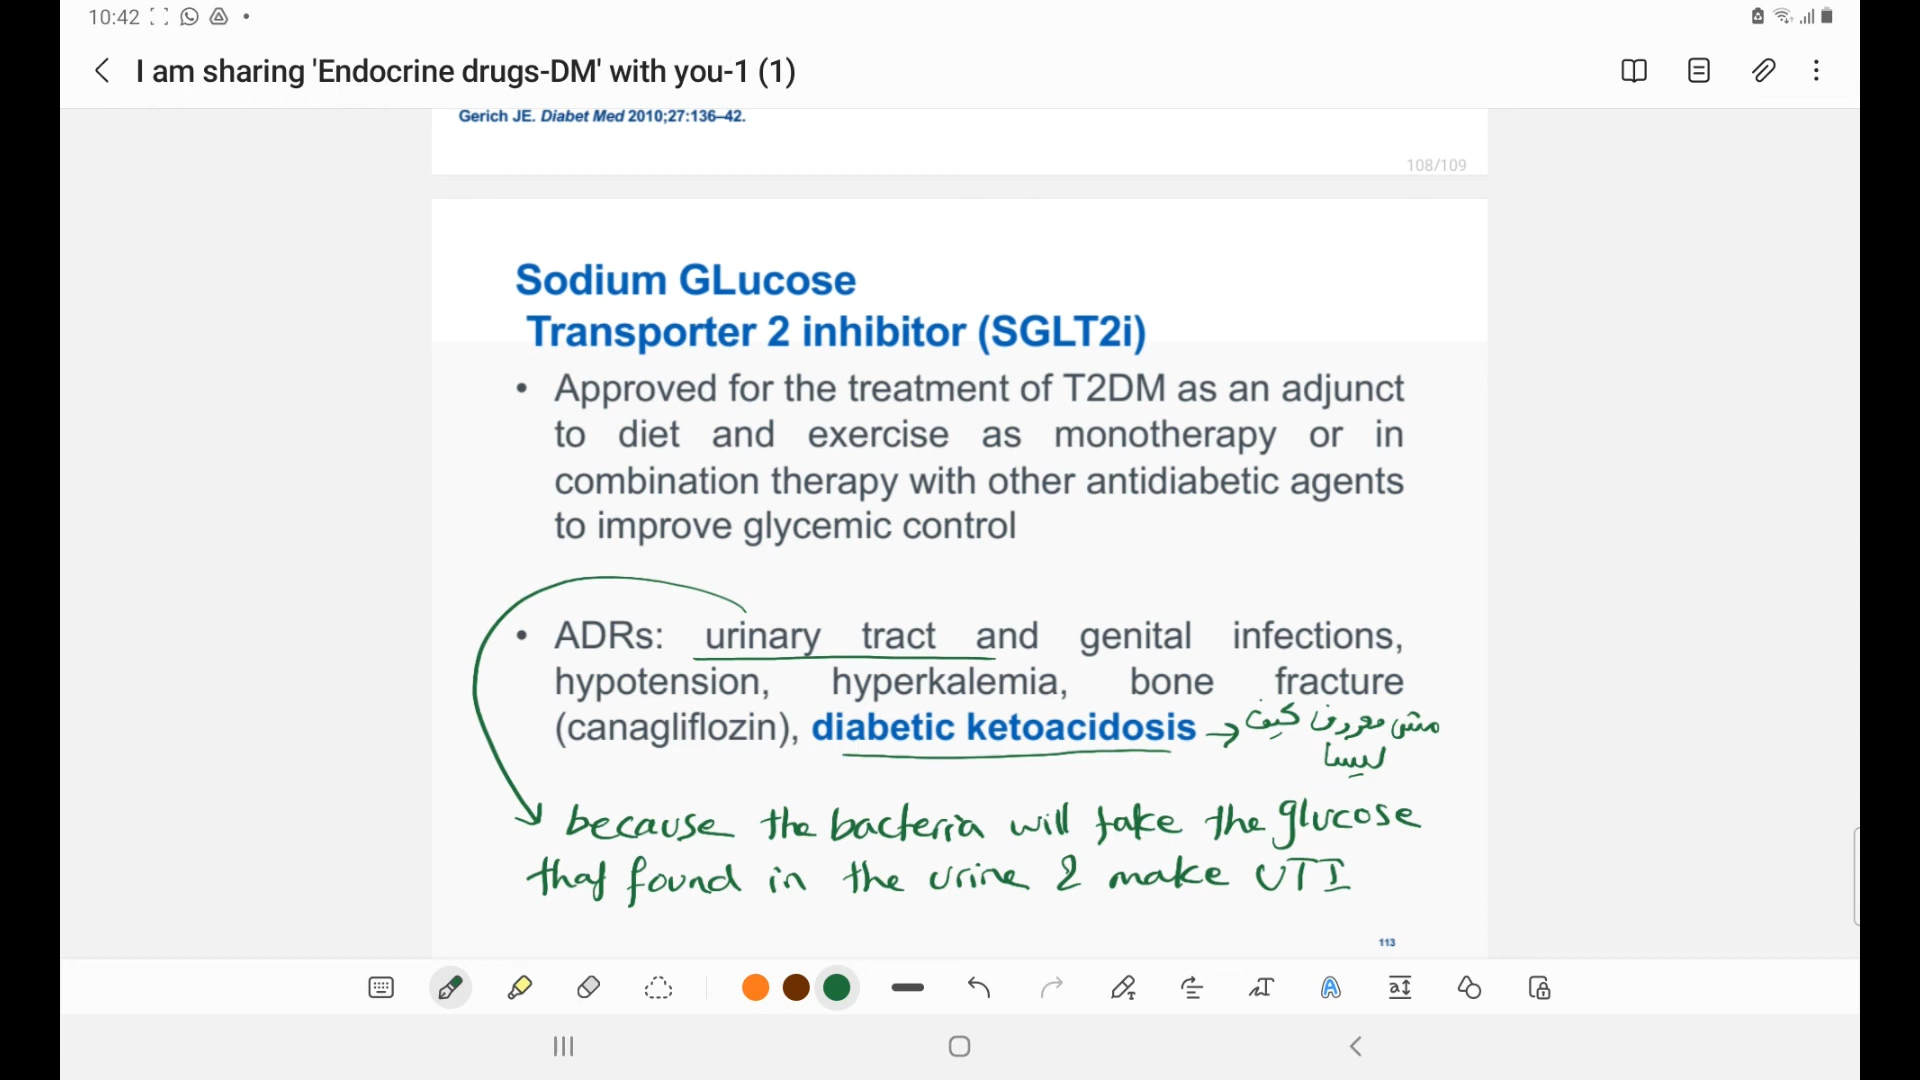 10:42
I am sharing 'Endocrine drugs-DM' with you-1 (1)
Gerich JE. Diabet Med 2010;27:136–42.
108/109
Sodium GLucose
Transporter 2 inhibitor (SGLT2i)
• Approved for the treatment of T2DM as an adjunct
to diet and exercise as monotherapy or in
combination therapy with other antidiabetic agents
to improve glycemic control
• ADRs: urinary tract and genital infections,
hypotension, hyperkalemia, bone fracture
(canagliflozin), diabetic ketoacidosis → مش معروف كيف
ليسا
because the bacteria will take the glucose
that found in the urine & make UTI
113